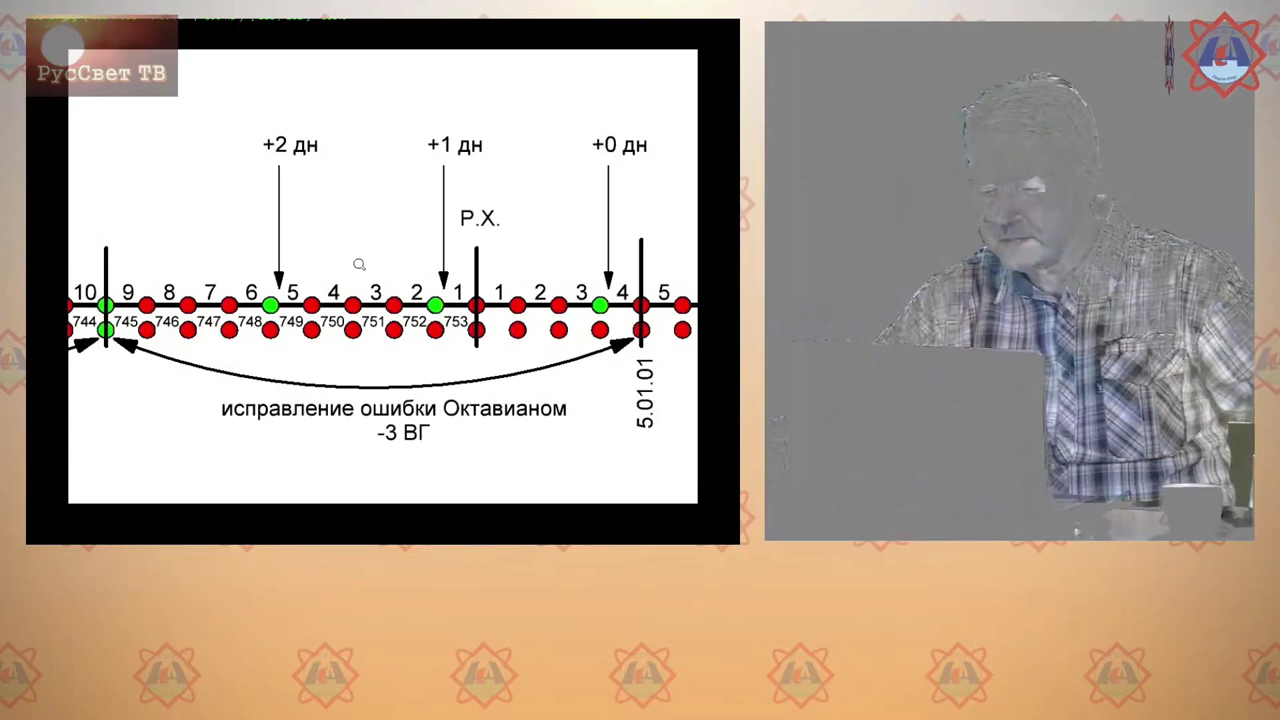 РусСвет ТВ
+2 дн +1 дн +0 дн
Р.Х.
10 9 8 7 6 5 4 3 2 1 1 2 3 4 5
744 745 746 747 748 749 750 751 752 753
исправление ошибки Октавианом
-3 ВГ
5.01.01